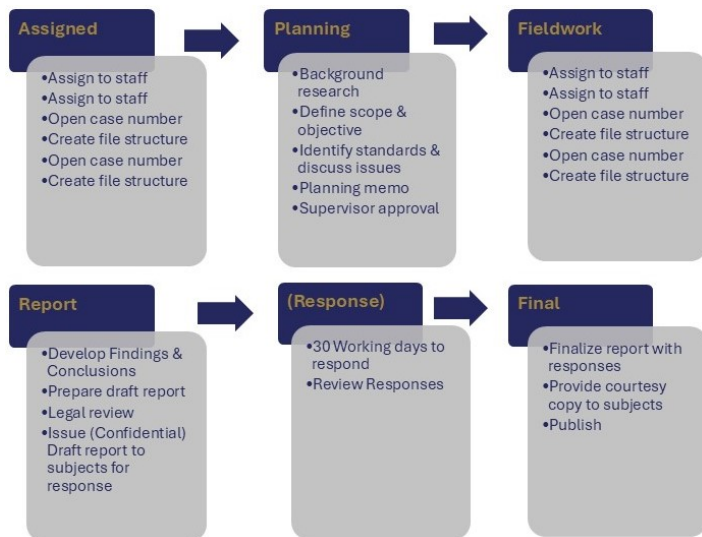 Assigned
•Assign to staff
•Assign to staff
•Open case number
•Create file structure
•Open case number
•Create file structure
Planning
•Background
research
•Define scope &
objective
•Identify standards &
discuss issues
•Planning memo
•Supervisor approval
Fieldwork
•Assign to staff
•Assign to staff
•Open case number
•Create file structure
•Open case number
•Create file structure
Report
•Develop Findings &
Conclusions
•Prepare draft report
•Legal review
•Issue (Confidential)
Draft report to
subjects for
response
(Response)
•30 Working days to
respond
•Review Responses
Final
•Finalize report with
responses
•Provide courtesy
copy to subjects
•Publish